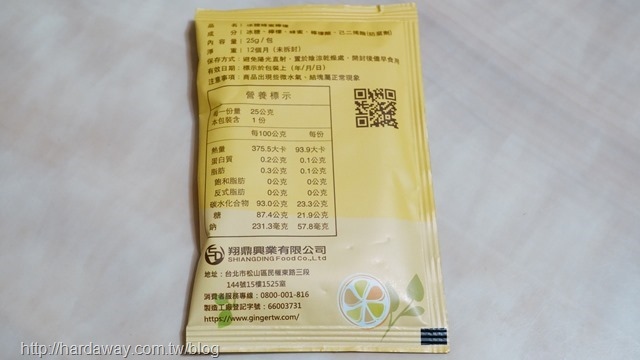 品 名：冰糖蜂蜜檸檬
成 分：冰糖、檸檬、蜂蜜、檸檬酸、己二烯酸(防腐劑)
內 容 量：25g／包
淨 重：12個月 (未拆封)
保存方式：避免陽光直射，置於陰涼乾燥處，開封後儘早食用
有效日期：標示於包裝上（年/月/日）
注意事項：商品出現些微水氣、結塊屬正常現象
營養標示
每一份量 25公克
本包裝含 1 份
每100公克 每份
熱量 375.5大卡 93.9大卡
蛋白質 0.2公克 0.1公克
脂肪 0.3公克 0.1公克
飽和脂肪 0公克 0公克
反式脂肪 0公克 0公克
碳水化合物 93.0公克 23.3公克
糖 87.4公克 21.9公克
鈉 231.3毫克 57.8毫克
翔鼎興業有限公司
SHIANGDING Food Co.,Ltd
地址：台北市松山區民權東路三段
144號15樓1525室
消費者服務專線：0800-001-816
製造工廠登記字號：66003731
https://www.gingertw.com/
http://hardaway.com.tw/blog